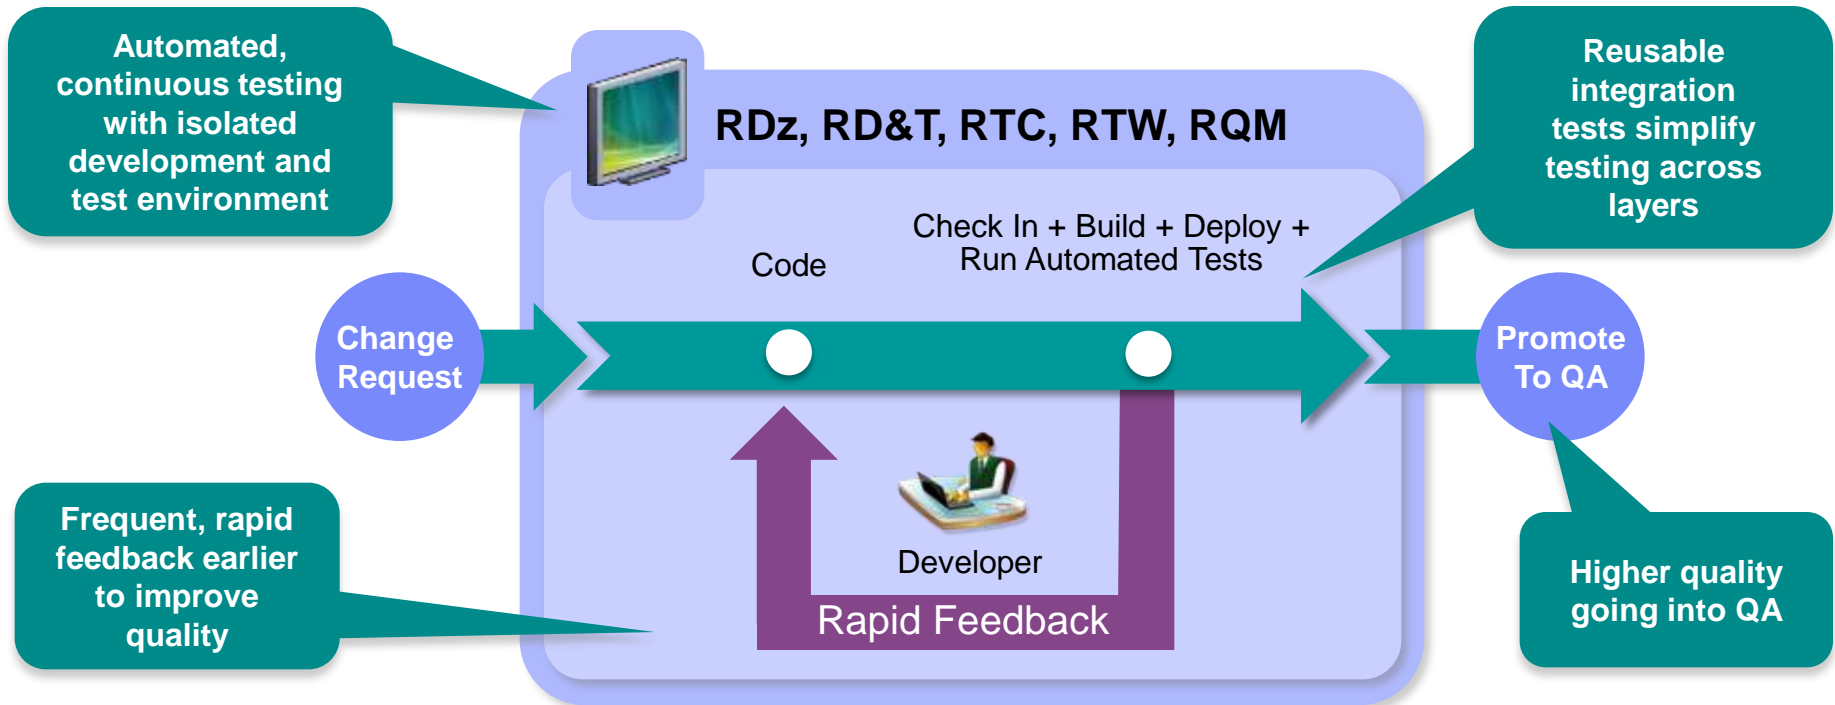 Automated,
continuous testing
with isolated
development and
test environment
RDz, RD&T, RTC, RTW, RQM
Reusable
integration
tests simplify
testing across
layers
Code
Check In + Build + Deploy +
Run Automated Tests
Change
Request
Promote
To QA
Frequent, rapid
feedback earlier
to improve
quality
Developer
Rapid Feedback
Higher quality
going into QA